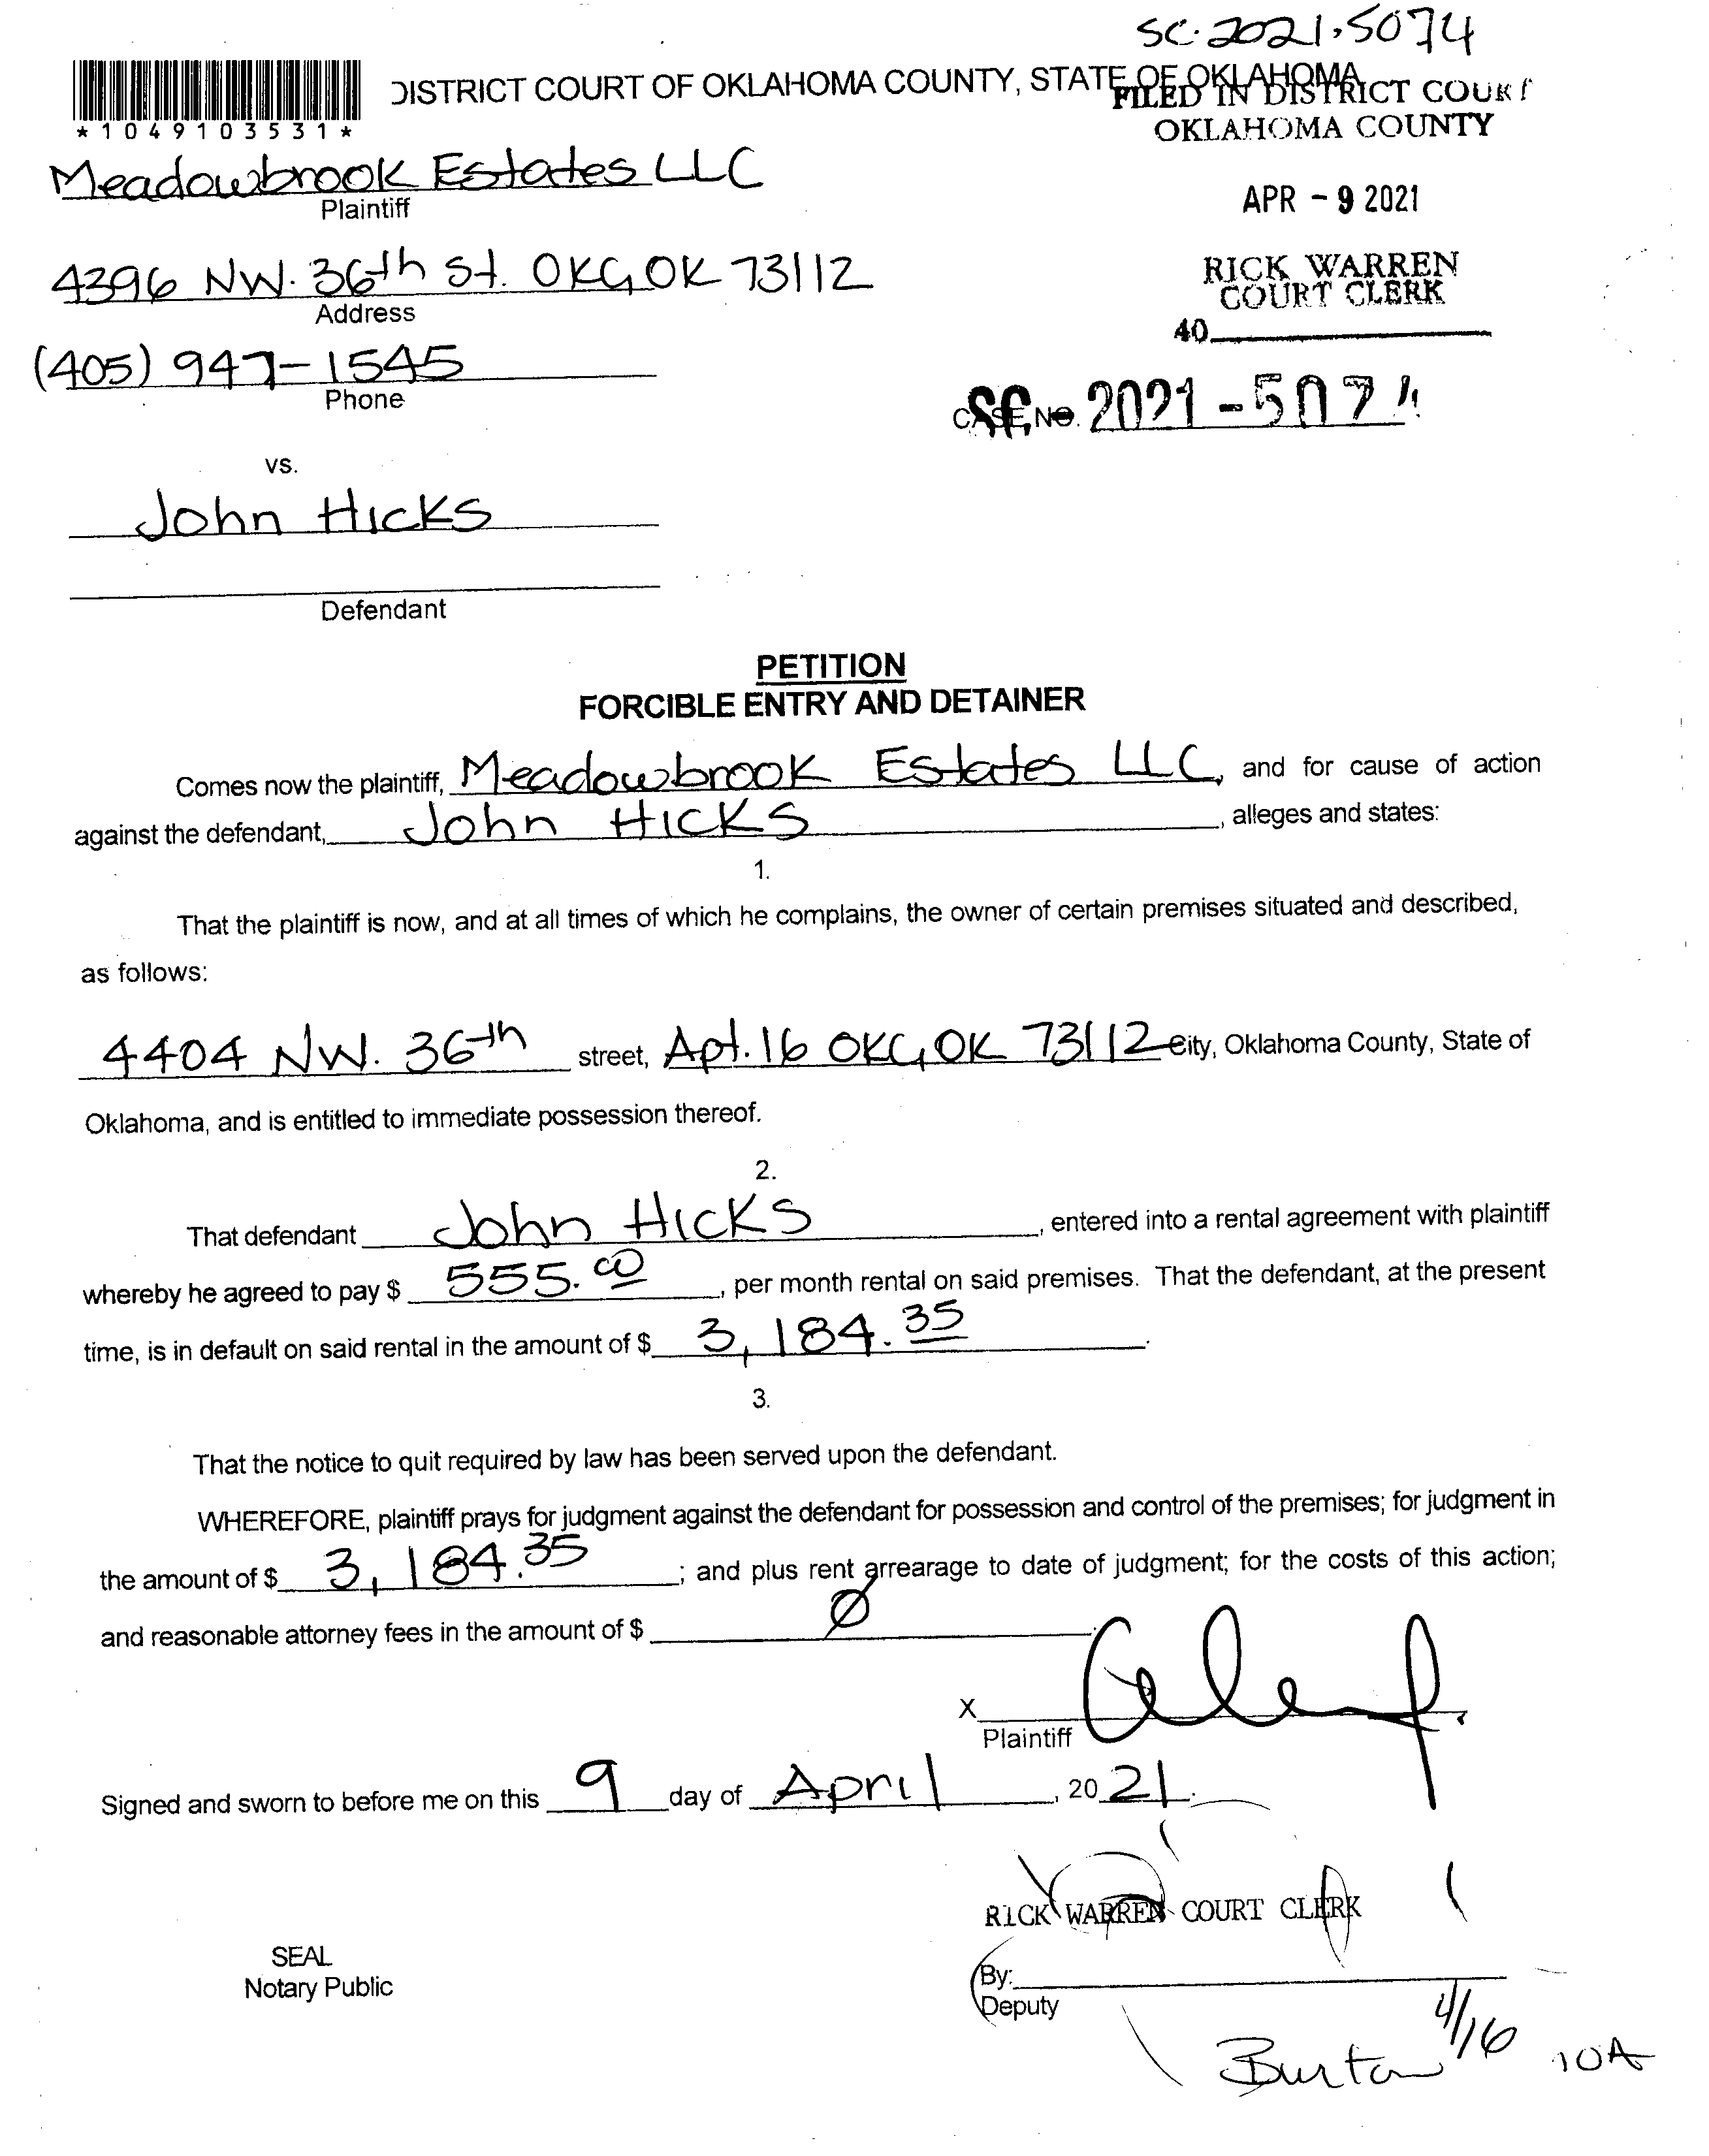 SC-2021-5074
DISTRICT COURT OF OKLAHOMA COUNTY, STATE OF OKLAHOMA
FILED IN DISTRICT COURT
OKLAHOMA COUNTY
*1049103531*
Meadowbrook Estates LLC
Plaintiff
APR - 9 2021
4396 NW. 36th St. OKC, OK 73112
Address
RICK WARREN
COURT CLERK
40
(405) 947-1545
Phone
CASE NO. SC 2021-5074
vs.
John Hicks
Defendant
PETITION
FORCIBLE ENTRY AND DETAINER
Comes now the plaintiff, Meadowbrook Estates LLC, and for cause of action
against the defendant, John Hicks, alleges and states:
1.
That the plaintiff is now, and at all times of which he complains, the owner of certain premises situated and described,
as follows:
4404 NW. 36th street, Apt. 16 OKC, OK 73112 City, Oklahoma County, State of
Oklahoma, and is entitled to immediate possession thereof.
2.
That defendant John Hicks, entered into a rental agreement with plaintiff
whereby he agreed to pay $ 555.00, per month rental on said premises. That the defendant, at the present
time, is in default on said rental in the amount of $ 3,184.35.
3.
That the notice to quit required by law has been served upon the defendant.
WHEREFORE, plaintiff prays for judgment against the defendant for possession and control of the premises; for judgment in
the amount of $ 3,184.35; and plus rent arrearage to date of judgment; for the costs of this action;
and reasonable attorney fees in the amount of $ Ø.
X
Plaintiff
Signed and sworn to before me on this 9 day of April, 2021.
RICK WARREN COURT CLERK
SEAL
Notary Public
By:
Deputy
4/16
Burton 10A